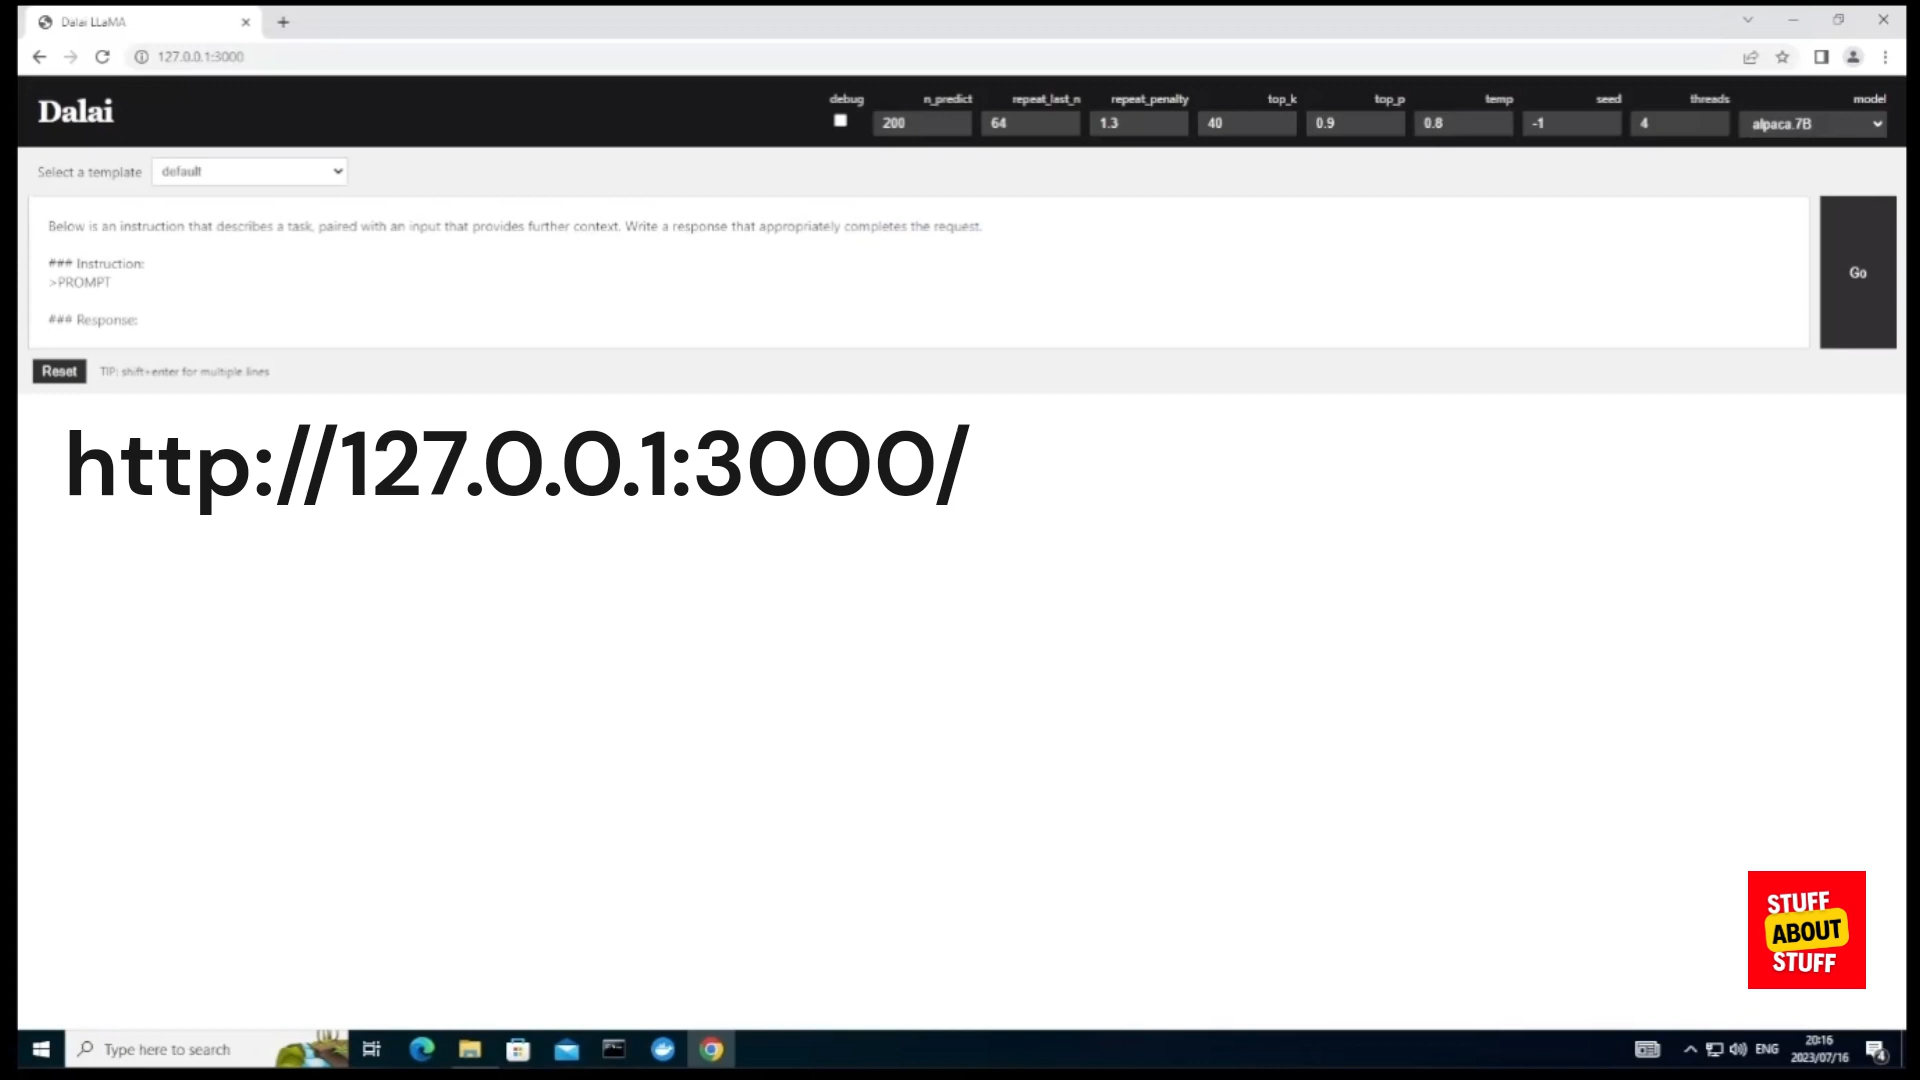 Dalai LLaMA
127.0.0.1:3000
Dalai
debug n_predict repeat_last_n repeat_penalty top_k top_p temp seed threads model
200 64 1.3 40 0.9 0.8 -1 4 alpaca.7B
Select a template default
Below is an instruction that describes a task, paired with an input that provides further context. Write a response that appropriately completes the request.
### Instruction:
>PROMPT
### Response:
Go
Reset TIP: shift+enter for multiple lines
http://127.0.0.1:3000/
STUFF
ABOUT
STUFF
Type here to search
ENG
20:16
2023/07/16
4